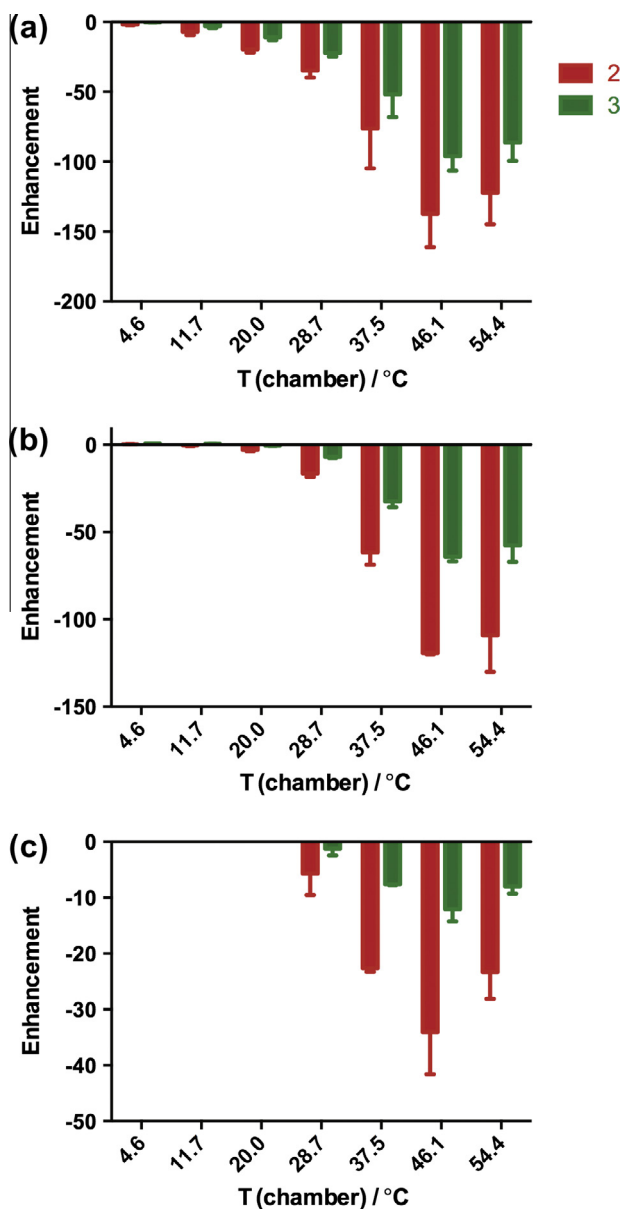 (a)
0
-50
-100
-150
-200
Enhancement
4.6 11.7 20.0 28.7 37.5 46.1 54.4
T (chamber) / °C
2
3
(b)
0
-50
-100
-150
Enhancement
4.6 11.7 20.0 28.7 37.5 46.1 54.4
T (chamber) / °C
(c)
0
-10
-20
-30
-40
-50
Enhancement
4.6 11.7 20.0 28.7 37.5 46.1 54.4
T (chamber) / °C